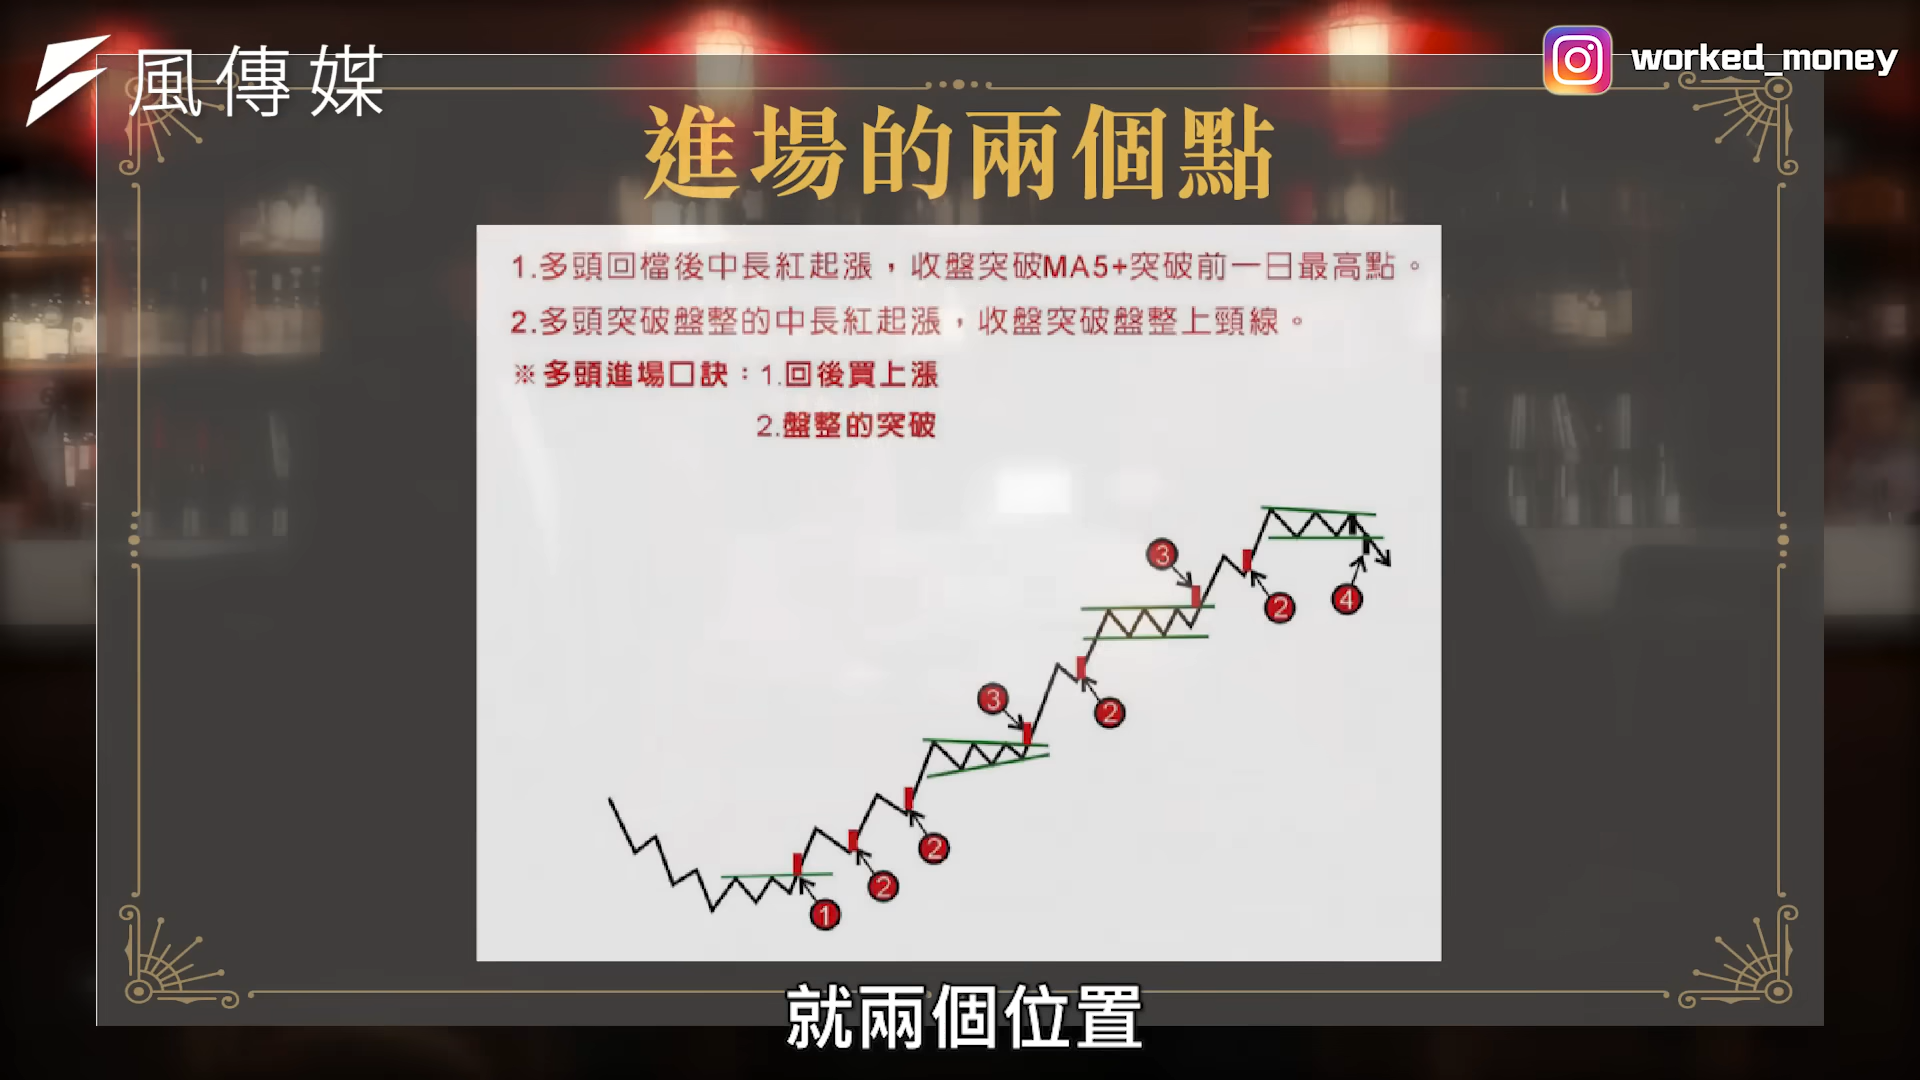 風傳媒
worked_money
進場的兩個點
1.多頭回檔後中長紅起漲，收盤突破MA5+突破前一日最高點。
2.多頭突破盤整的中長紅起漲，收盤突破盤整上頸線。
※多頭進場口訣：1.回後買上漲
2.盤整的突破
3
2
4
3
2
2
2
1
就兩個位置